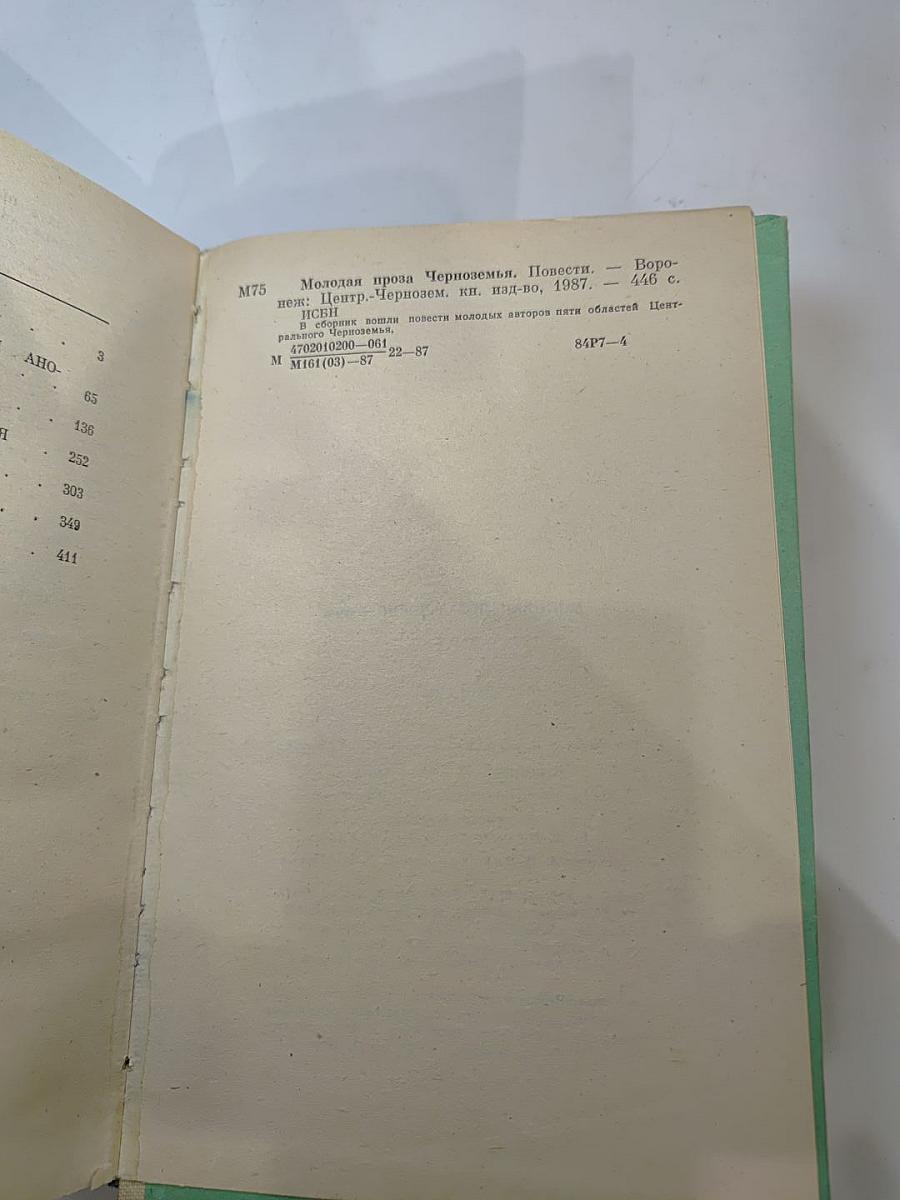 3
АНО-
65
136
Я
252
303
349
411
М75 Молодая проза Черноземья. Повести. — Воро-
неж: Центр.-Чернозем. кн. изд-во, 1987. — 446 с.
ИСБН
В сборник вошли повести молодых авторов пяти областей Цент-
рального Черноземья.
М 4702010200—061 22—87 84Р7—4
М161(03)—87